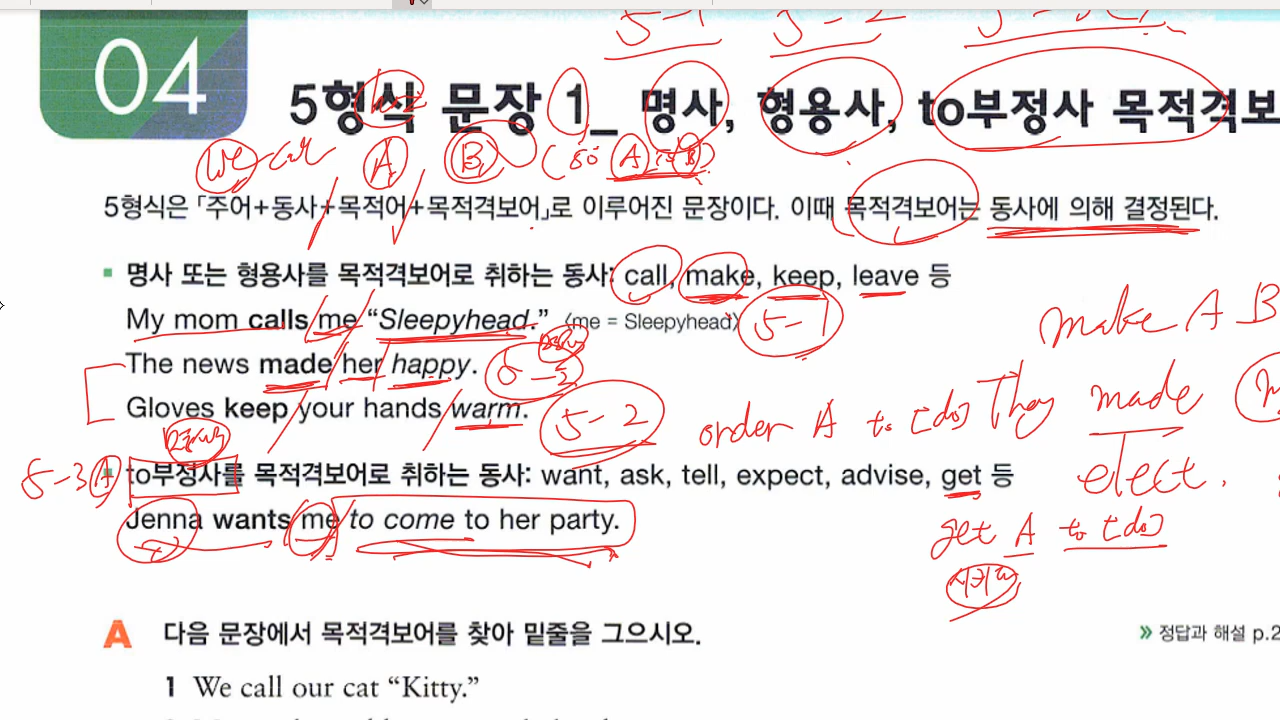 5-1 5-2
04
5형식 문장 1_ 명사, 형용사, to부정사 목적격보
We call A B ( A B )
5형식은 「주어+동사+목적어+목적격보어」로 이루어진 문장이다. 이때 목적격보어는 동사에 의해 결정된다.
명사 또는 형용사를 목적격보어로 취하는 동사: call, make, keep, leave 등
My mom calls me “Sleepyhead.” 〈me = Sleepyhead〉 5-1
make A B
The news made her happy. 5-2
Gloves keep your hands warm. 5-2
order A to [do] They made
5-3 A to부정사를 목적격보어로 취하는 동사: want, ask, tell, expect, advise, get 등
elect.
Jenna wants me to come to her party.
get A to [do]
시키다
A 다음 문장에서 목적격보어를 찾아 밑줄을 그으시오.
» 정답과 해설 p.2
1 We call our cat “Kitty.”